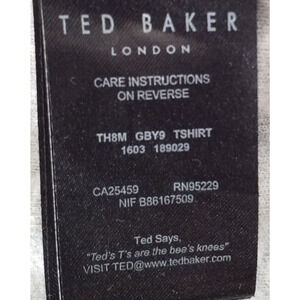 TED BAKER
LONDON
CARE INSTRUCTIONS
ON REVERSE
TH8M GBY9 TSHIRT
1603 189029
CA25459 RN95229
NIF B86167509
Ted Says,
"Ted's T's are the bee's knees"
VISIT TED@www.tedbaker.com